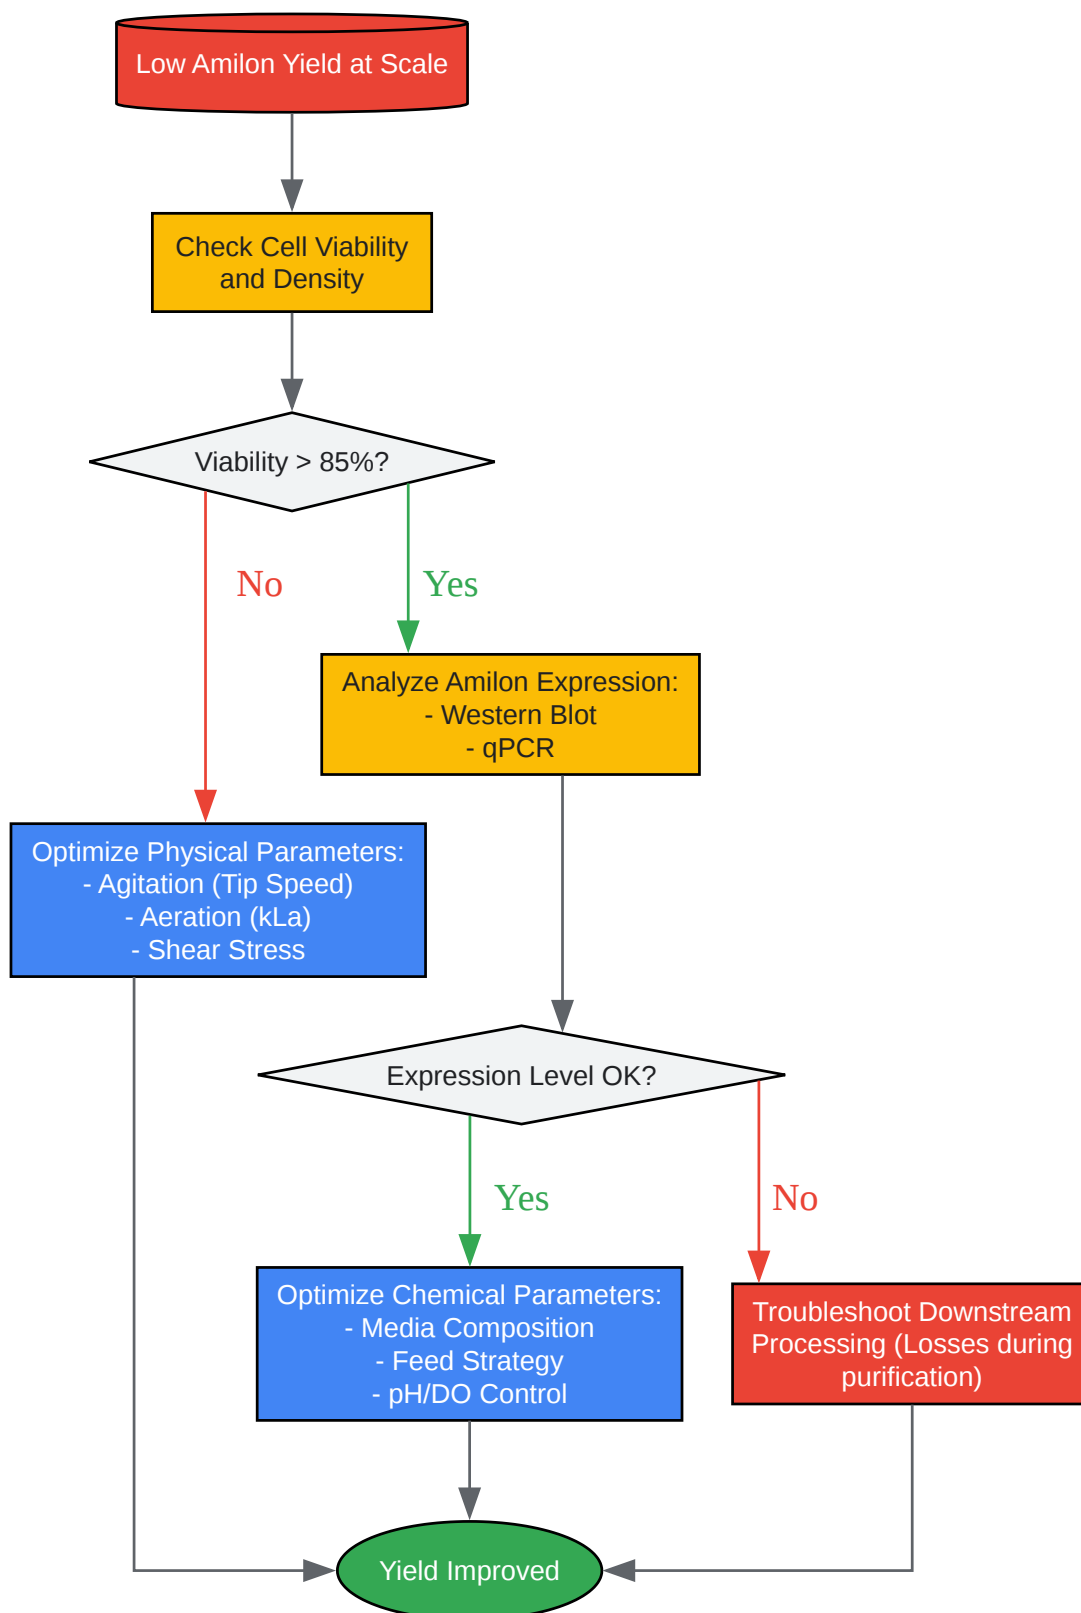 Low Amilon Yield at Scale
Check Cell Viability
and Density
Viability > 85%?
No
Yes
Analyze Amilon Expression:
- Western Blot
- qPCR
Optimize Physical Parameters:
- Agitation (Tip Speed)
- Aeration (kLa)
- Shear Stress
Expression Level OK?
Yes
No
Optimize Chemical Parameters:
- Media Composition
- Feed Strategy
- pH/DO Control
Troubleshoot Downstream
Processing (Losses during
purification)
Yield Improved